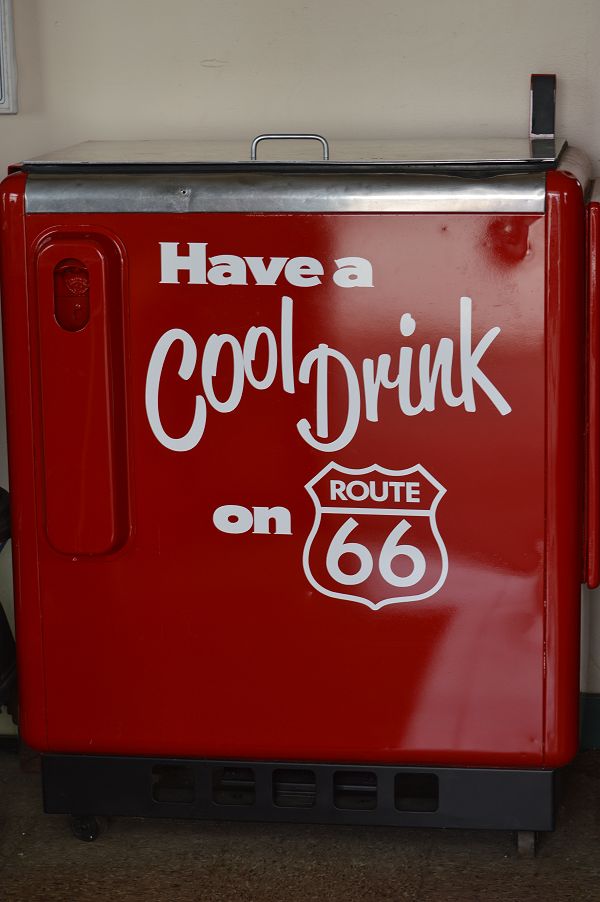 Have a
Cool Drink
on ROUTE
66